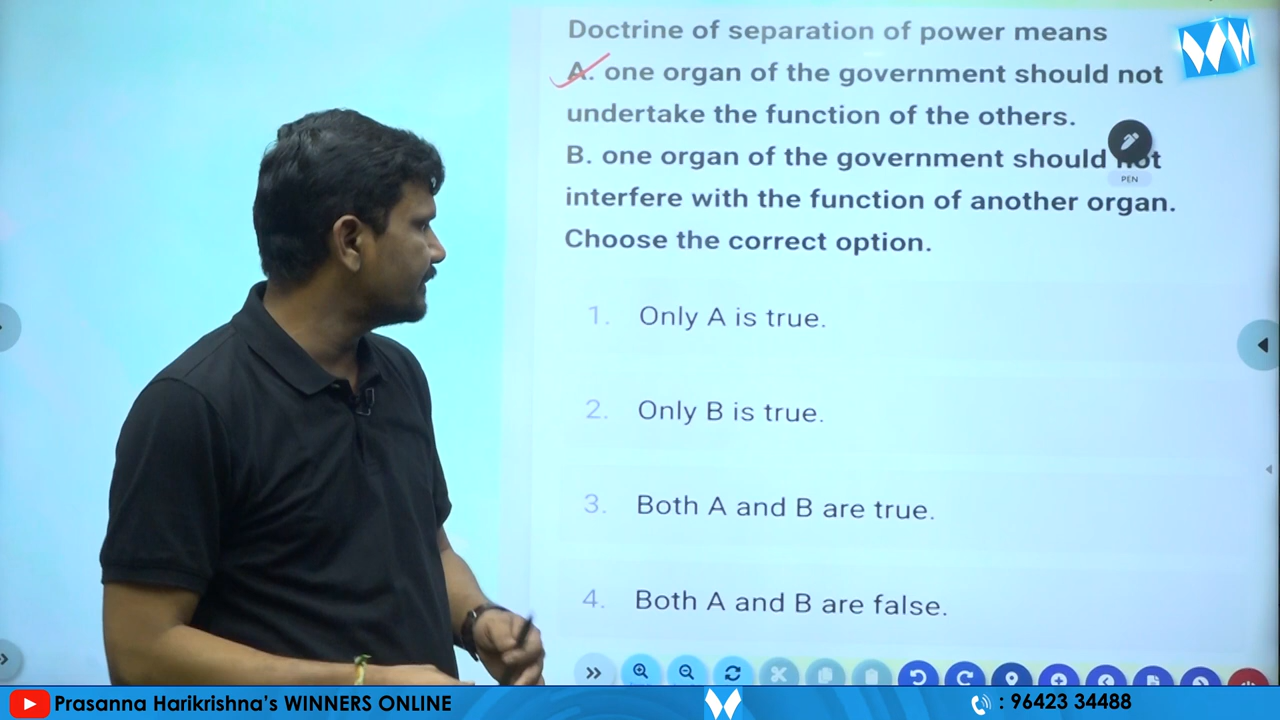 Doctrine of separation of power means
A. one organ of the government should not
undertake the function of the others.
B. one organ of the government should not
PEN
interfere with the function of another organ.
Choose the correct option.
1. Only A is true.
2. Only B is true.
3. Both A and B are true.
4. Both A and B are false.
Prasanna Harikrishna's WINNERS ONLINE
: 96423 34488